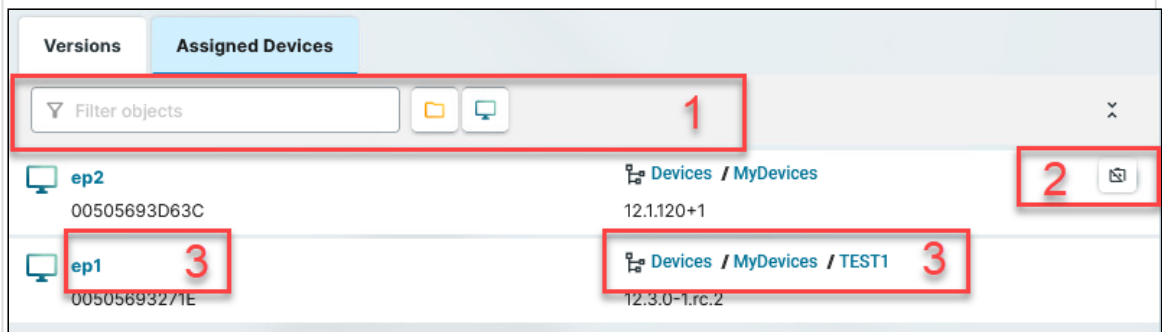 Versions
Assigned Devices
Filter objects
1
ep2
Devices / MyDevices
2
00505693D63C
12.1.120+1
ep1
3
Devices / MyDevices / TEST1
3
00505693271E
12.3.0-1.rc.2